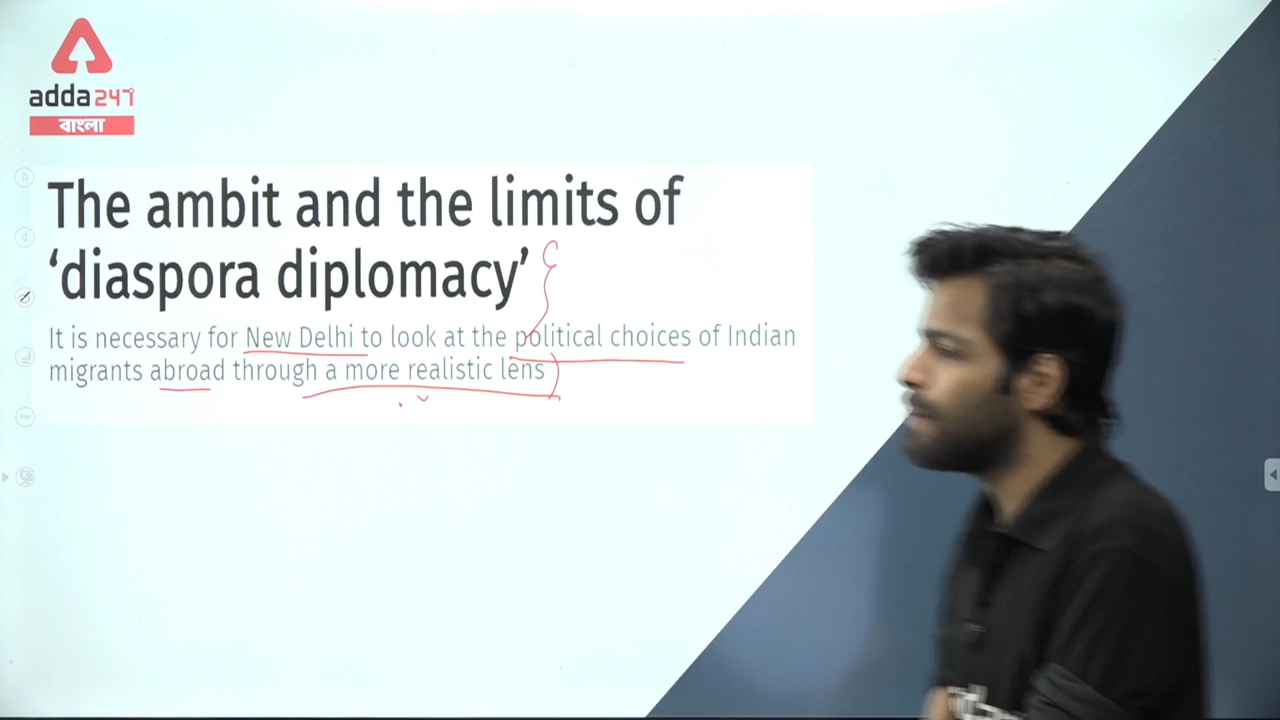 adda247
বাংলা
The ambit and the limits of
‘diaspora diplomacy’
It is necessary for New Delhi to look at the political choices of Indian
migrants abroad through a more realistic lens